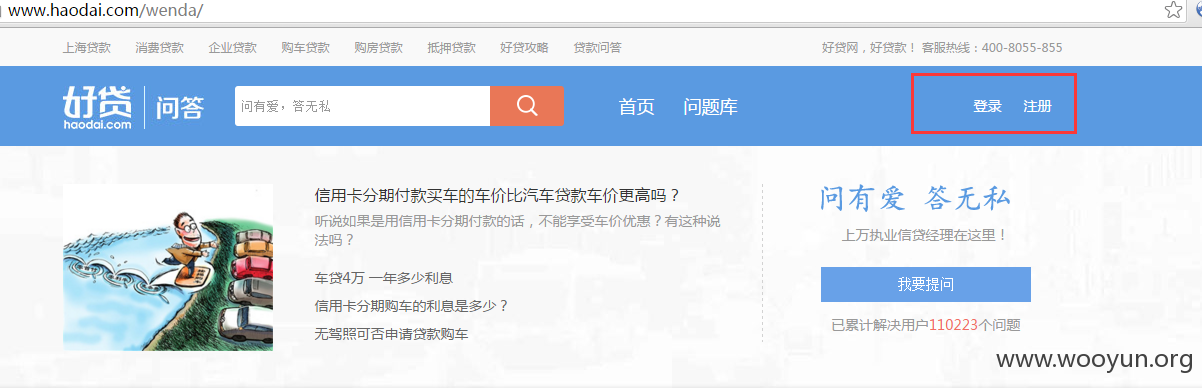 www.haodai.com/wenda/
上海贷款 消费贷款 企业贷款 购车贷款 购房贷款 抵押贷款 好贷攻略 贷款问答 好贷网，好贷款！ 客服热线：400-8055-855
好贷 问答 问有爱，答无私 首页 问题库 登录 注册
haodai.com
信用卡分期付款买车的车价比汽车贷款车价更高吗？
听说如果是用信用卡分期付款的话，不能享受车价优惠？有这种说
法吗？
车贷4万 一年多少利息
信用卡分期购车的利息是多少？
无驾照可否申请贷款购车
问有爱 答无私
上万执业信贷经理在这里！
我要提问
已累计解决用户110223个问题
www.wooyun.org